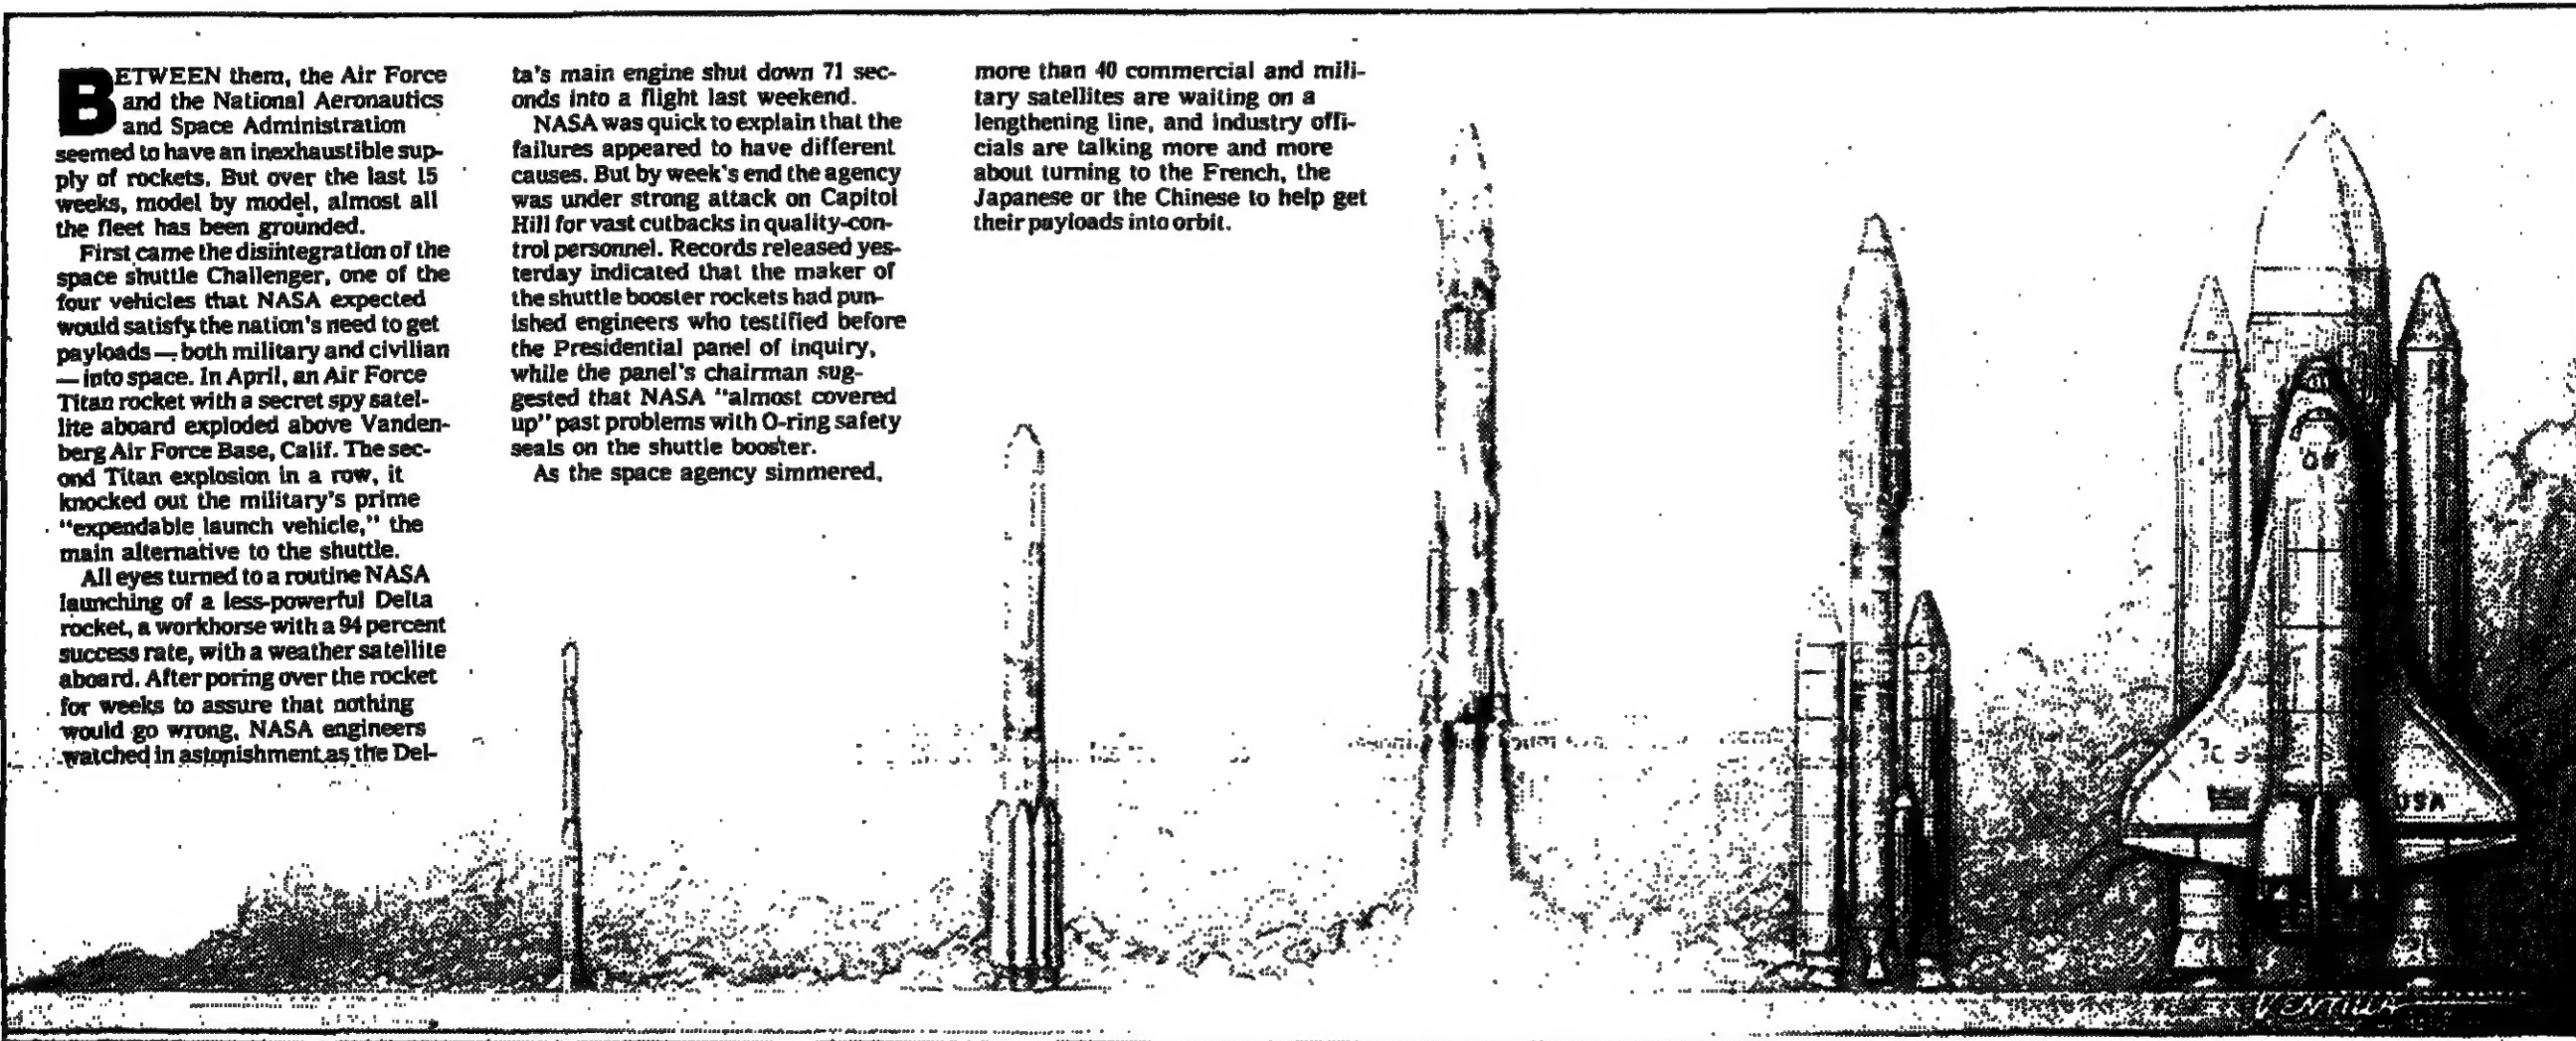 BETWEEN them, the Air Force
and the National Aeronautics
and Space Administration
seemed to have an inexhaustible sup-
ply of rockets. But over the last 15
weeks, model by model, almost all
the fleet has been grounded.
First came the disintegration of the
space shuttle Challenger, one of the
four vehicles that NASA expected
would satisfy the nation's need to get
payloads — both military and civilian
— into space. In April, an Air Force
Titan rocket with a secret spy satel-
lite aboard exploded above Vanden-
berg Air Force Base, Calif. The sec-
ond Titan explosion in a row, it
knocked out the military's prime
"expendable launch vehicle," the
main alternative to the shuttle.
All eyes turned to a routine NASA
launching of a less-powerful Delta
rocket, a workhorse with a 94 percent
success rate, with a weather satellite
aboard. After poring over the rocket
for weeks to assure that nothing
would go wrong, NASA engineers
watched in astonishment as the Del-
ta's main engine shut down 71 sec-
onds into a flight last weekend.
NASA was quick to explain that the
failures appeared to have different
causes. But by week's end the agency
was under strong attack on Capitol
Hill for vast cutbacks in quality-con-
trol personnel. Records released yes-
terday indicated that the maker of
the shuttle booster rockets had pun-
ished engineers who testified before
the Presidential panel of inquiry,
while the panel's chairman sug-
gested that NASA "almost covered
up" past problems with O-ring safety
seals on the shuttle booster.
As the space agency simmered,
more than 40 commercial and mili-
tary satellites are waiting on a
lengthening line, and industry offi-
cials are talking more and more
about turning to the French, the
Japanese or the Chinese to help get
their payloads into orbit.
USA